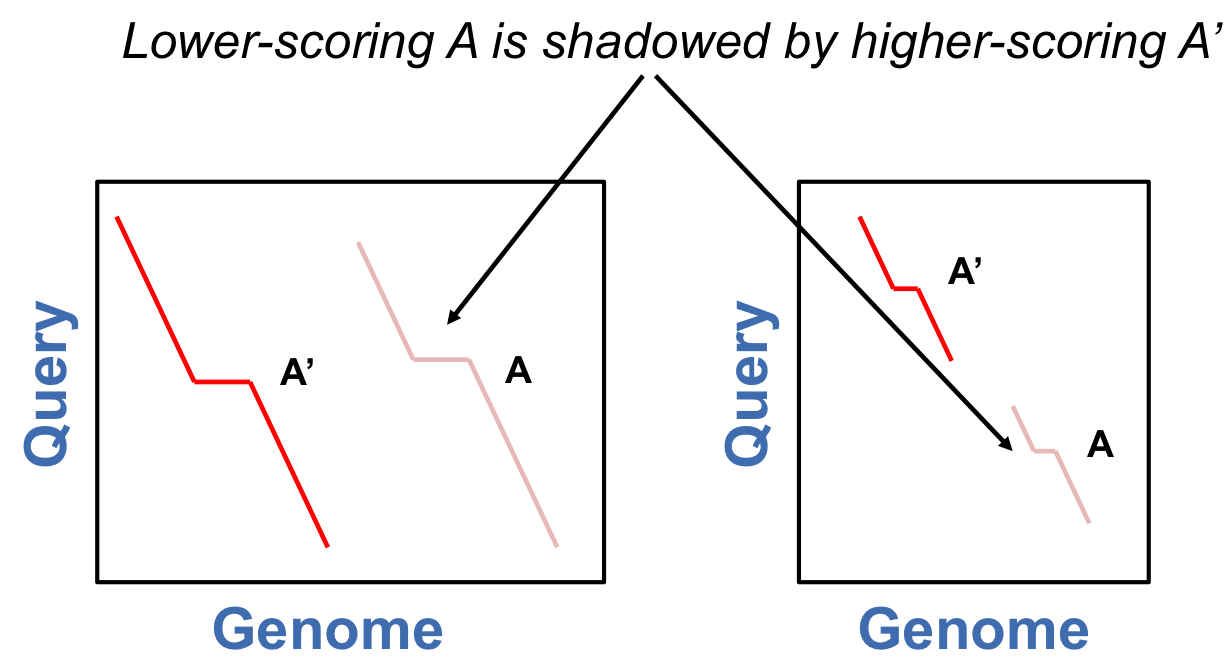 Lower-scoring A is shadowed by higher-scoring A’
Query
A’
A
Genome
Query
A’
A
Genome